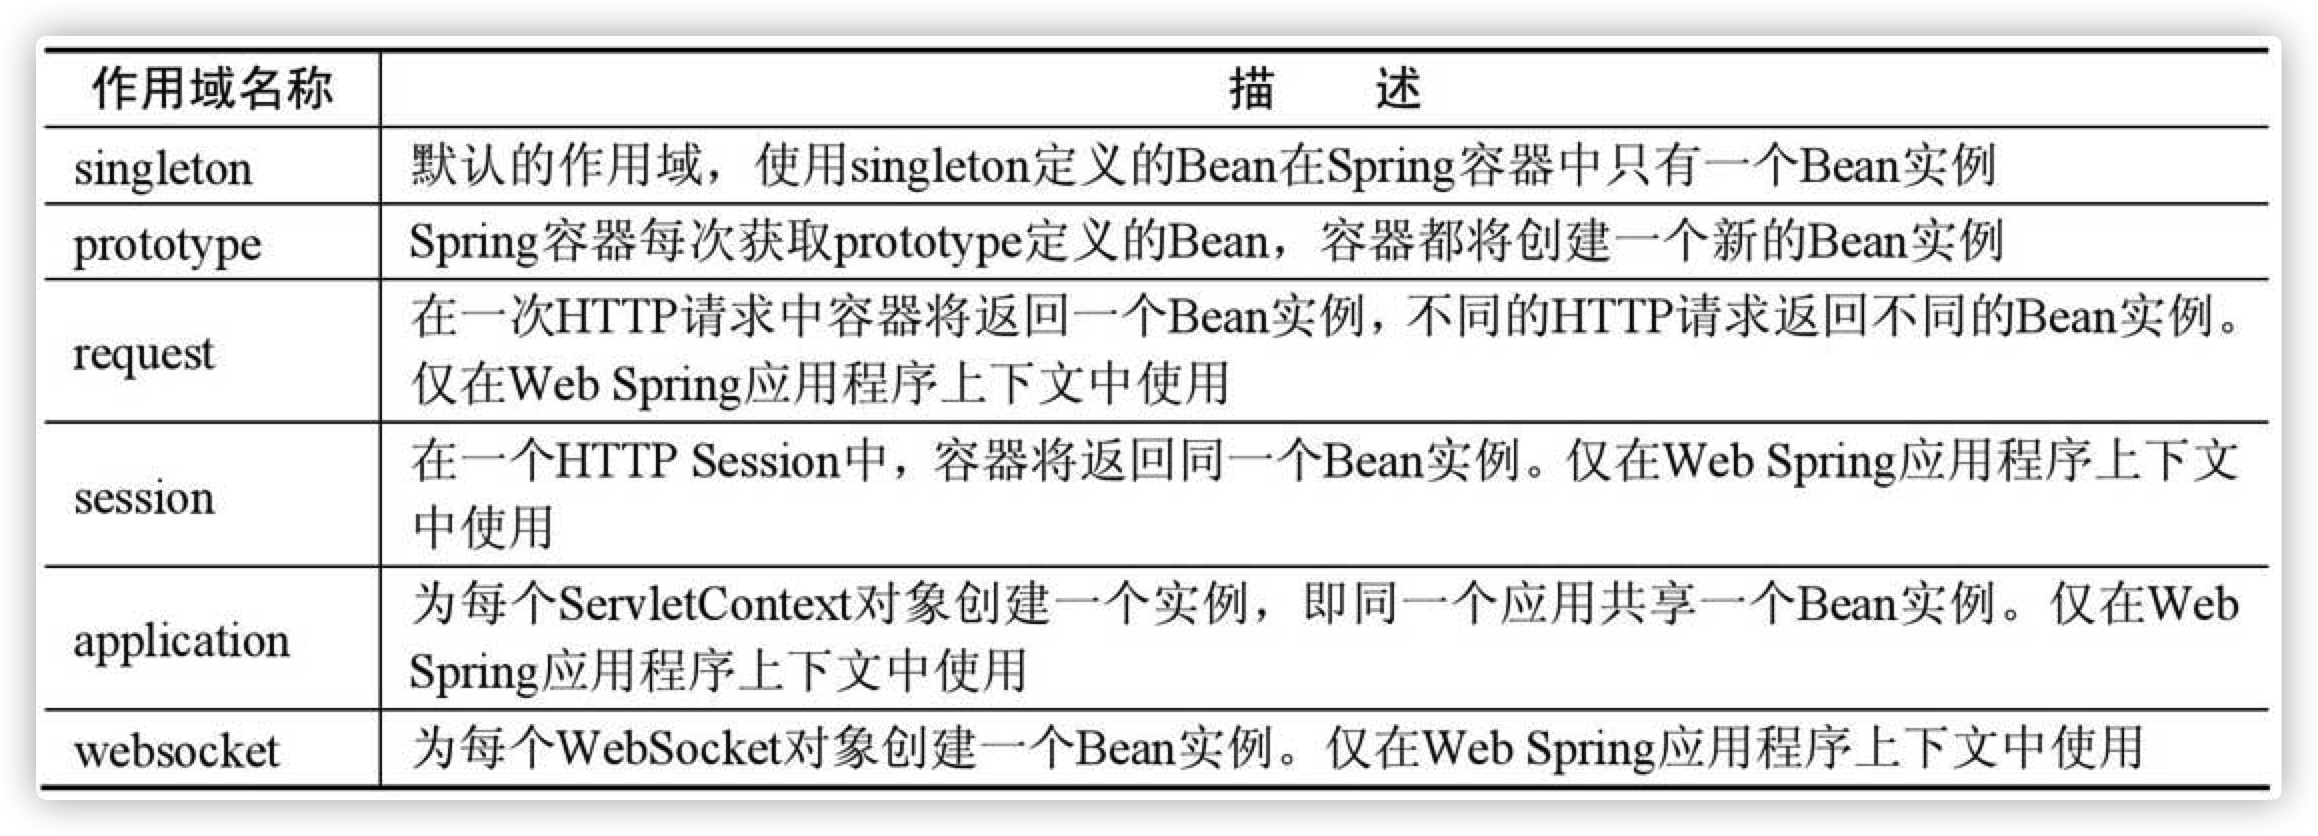 作用域名称 描 述
singleton 默认的作用域，使用singleton定义的Bean在Spring容器中只有一个Bean实例
prototype Spring容器每次获取prototype定义的Bean，容器都将创建一个新的Bean实例
request 在一次HTTP请求中容器将返回一个Bean实例，不同的HTTP请求返回不同的Bean实例。
仅在Web Spring应用程序上下文中使用
session 在一个HTTP Session中，容器将返回同一个Bean实例。仅在Web Spring应用程序上下文
中使用
application 为每个ServletContext对象创建一个实例，即同一个应用共享一个Bean实例。仅在Web
Spring应用程序上下文中使用
websocket 为每个WebSocket对象创建一个Bean实例。仅在Web Spring应用程序上下文中使用